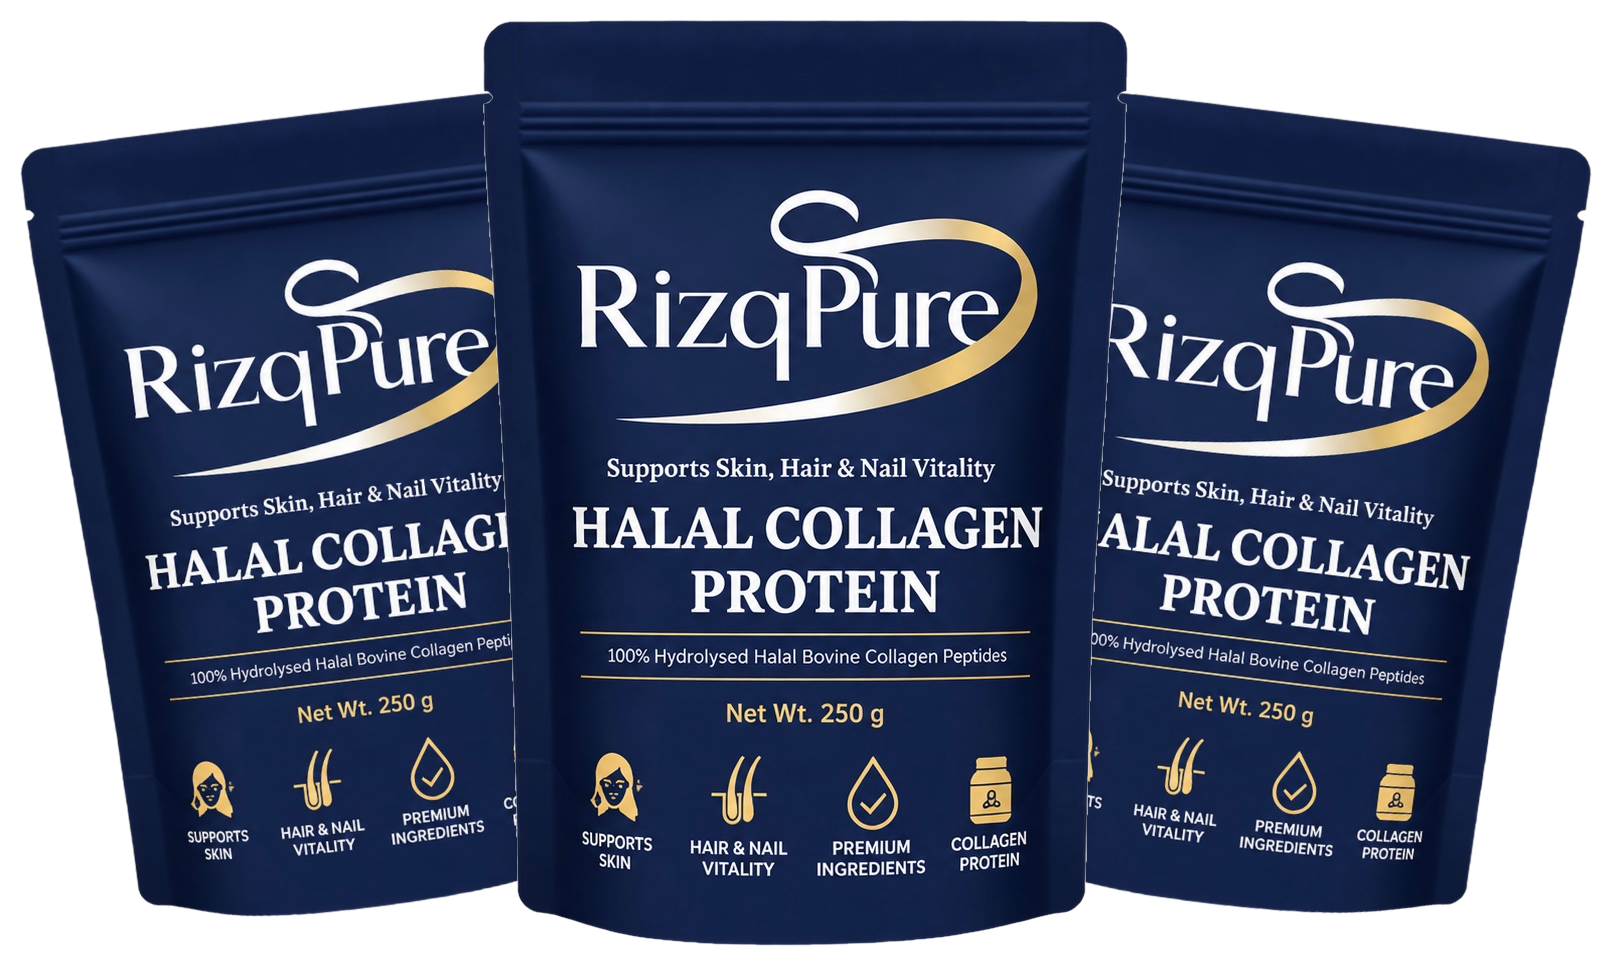 RizqPure
Supports Skin, Hair & Nail Vitality
HALAL COLLAGEN
PROTEIN
100% Hydrolysed Halal Bovine Collagen Peptides
Net Wt. 250 g
SUPPORTS
SKIN
HAIR & NAIL
VITALITY
PREMIUM
INGREDIENTS
COLLAGEN
PROTEIN
RizqPure
Supports Skin, Hair & Nail Vitality
HALAL COLLAGE
PROTEIN
100% Hydrolysed Halal Bovine Collagen Pepti
Net Wt. 250 g
SUPPORTS
SKIN
HAIR & NAIL
VITALITY
PREMIUM
INGREDIENTS
RizqPure
Supports Skin, Hair & Nail Vitality
ALAL COLLAGEN
PROTEIN
00% Hydrolysed Halal Bovine Collagen Peptides
Net Wt. 250 g
TS
HAIR & NAIL
VITALITY
PREMIUM
INGREDIENTS
COLLAGEN
PROTEIN